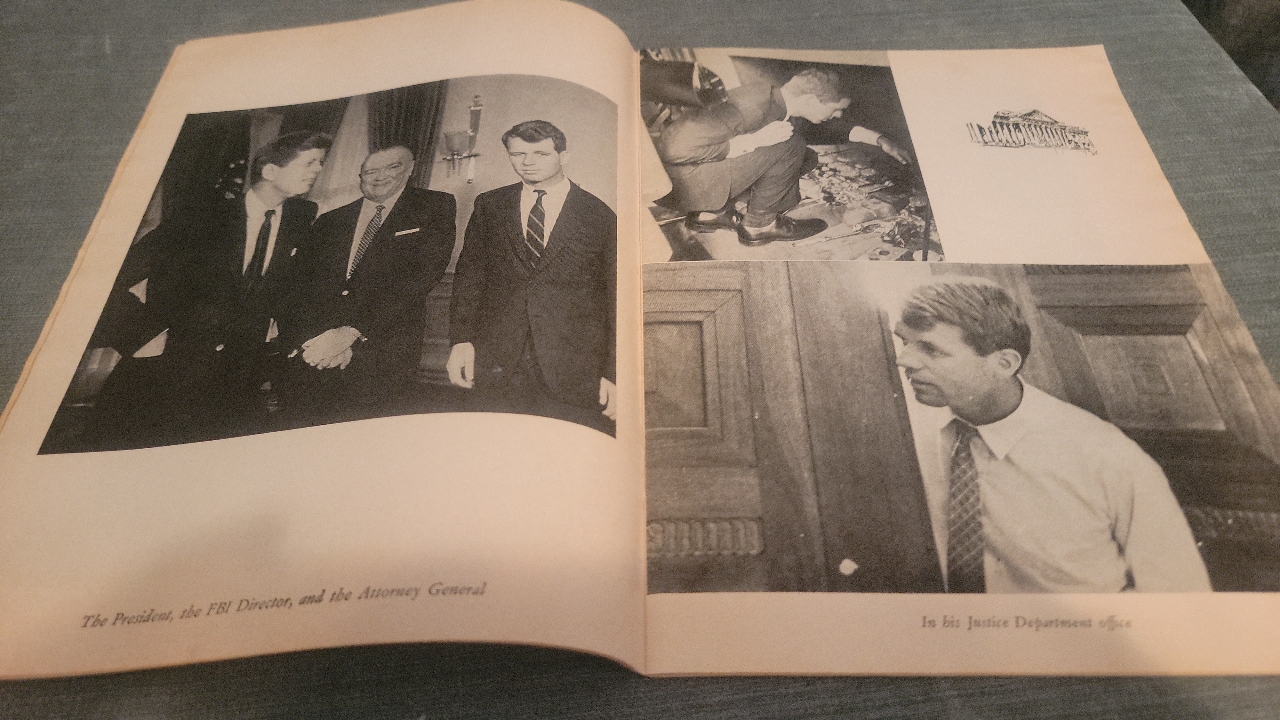 The President, the FBI Director, and the Attorney General
In his Justice Department office